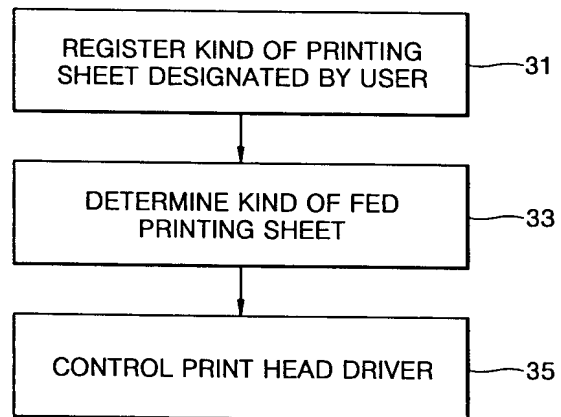 REGISTER KIND OF PRINTING
SHEET DESIGNATED BY USER
31
DETERMINE KIND OF FED
PRINTING SHEET
33
CONTROL PRINT HEAD DRIVER
35